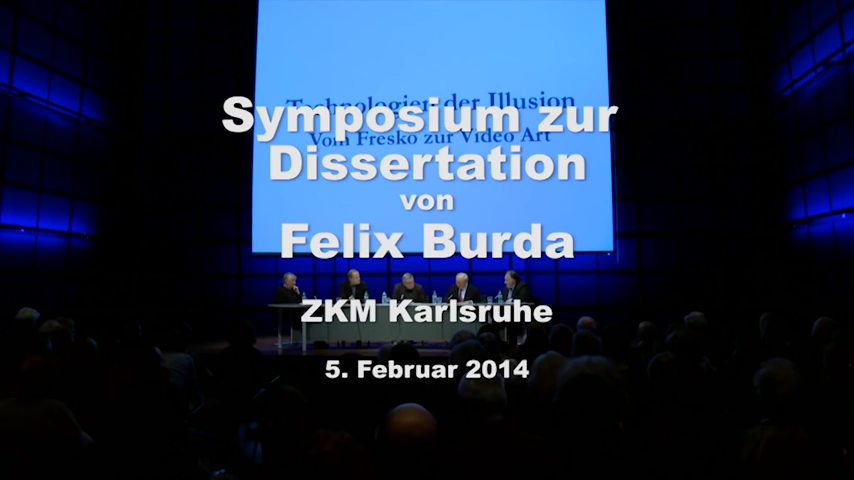 Technologien der Illusion
Symposium zur
Vom Fresko zur Video Art
Dissertation
von
Felix Burda
ZKM Karlsruhe
5. Februar 2014